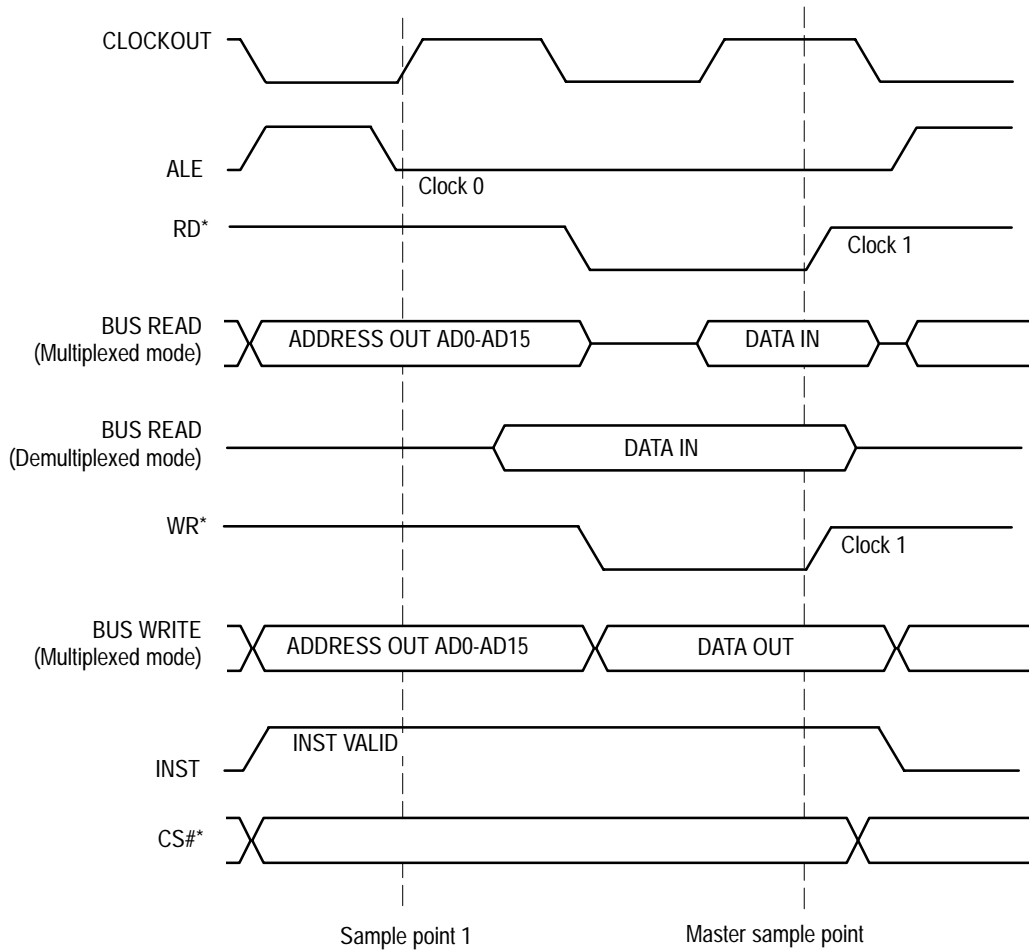 CLOCKOUT
ALE
Clock 0
RD*
Clock 1
BUS READ
(Multiplexed mode)
ADDRESS OUT AD0-AD15
DATA IN
BUS READ
(Demultiplexed mode)
DATA IN
WR*
Clock 1
BUS WRITE
(Multiplexed mode)
ADDRESS OUT AD0-AD15
DATA OUT
INST VALID
INST
CS#*
Sample point 1
Master sample point